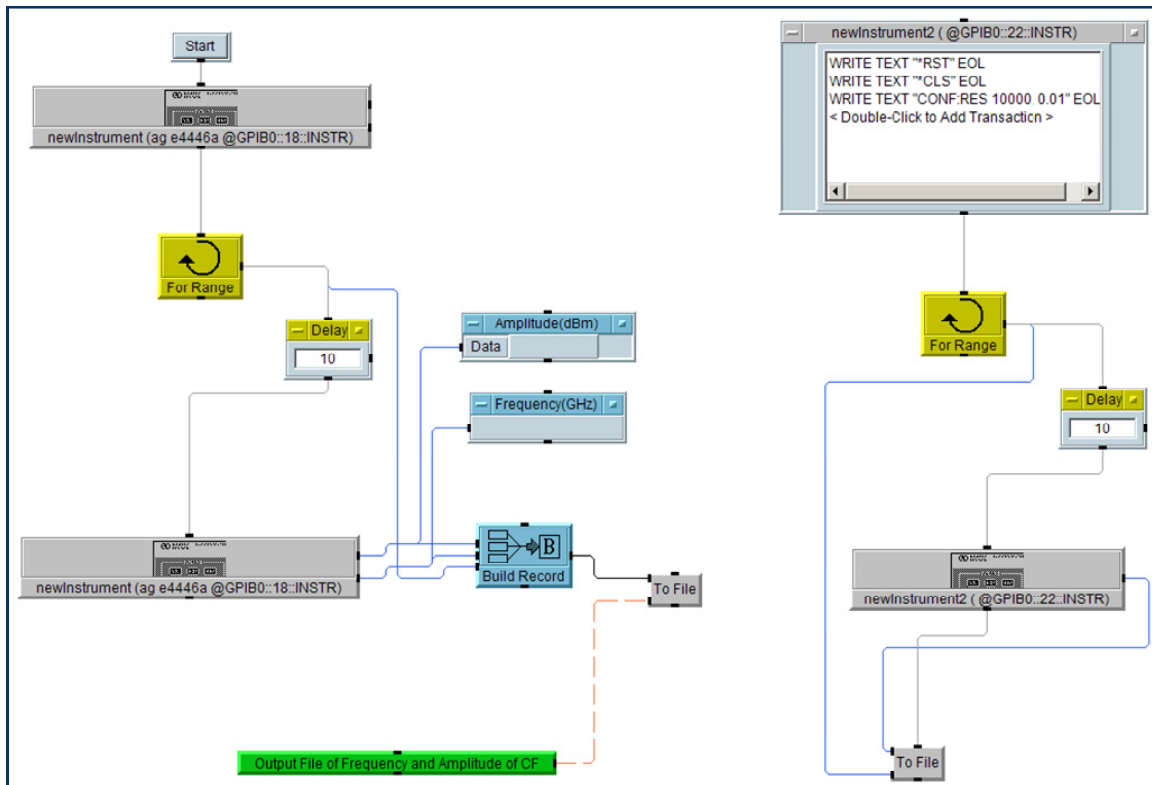 Start
newInstrument (ag e4446a @GPIB0::18::INSTR)
For Range
Delay
10
Amplitude(dBm)
Data
Frequency(GHz)
newInstrument (ag e4446a @GPIB0::18::INSTR)
B
Build Record
To File
Output File of Frequency and Amplitude of CF
newInstrument2 ( @GPIB0::22::INSTR)
WRITE TEXT "*RST" EOL
WRITE TEXT "*CLS" EOL
WRITE TEXT "CONF:RES 10000, 0.01" EOL
< Double-Click to Add Transaction >
For Range
Delay
10
newInstrument2 ( @GPIB0::22::INSTR)
To File